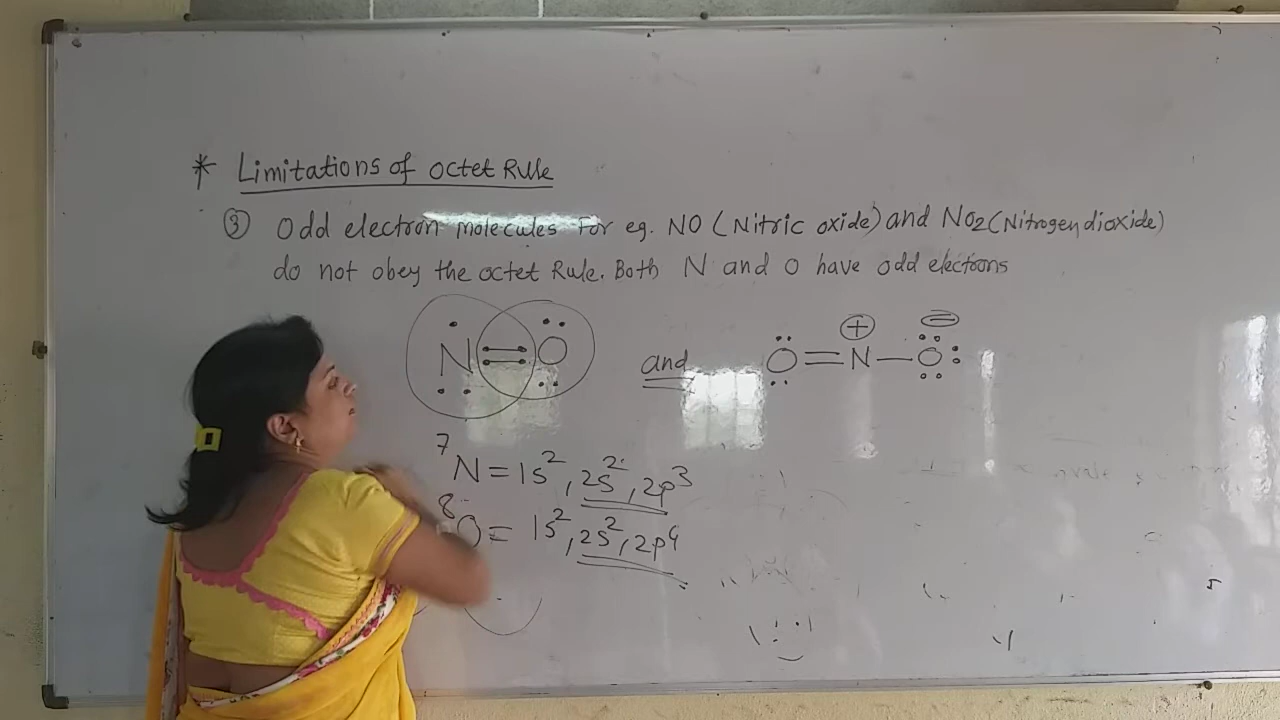 * Limitations of octet Rule
③ Odd electron molecules For eg. NO (Nitric oxide) and NO2 (Nitrogen dioxide)
do not obey the octet Rule. Both N and O have odd electrons
N O and O = N — O
+ −
7N = 1s², 2s², 2p³
8O = 1s², 2s², 2p⁴